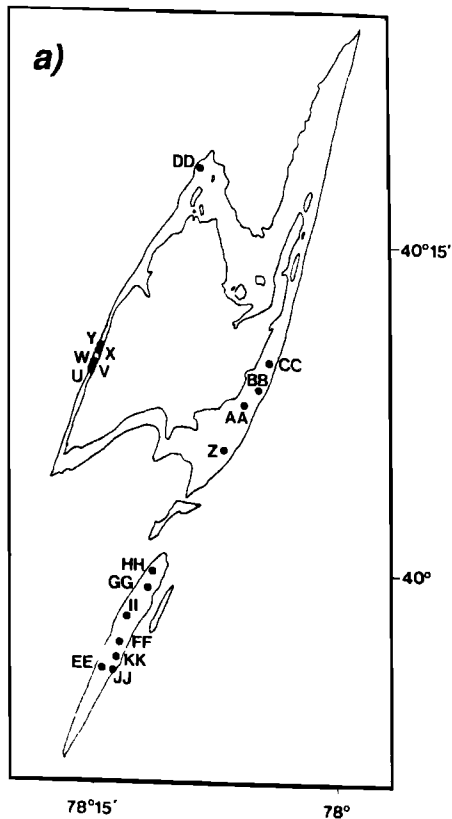 a)
DD
40°15′
Y
W X
U V
CC
BB
AA
Z
HH
40°
GG
II
FF
KK
EE
JJ
78°15′ 78°